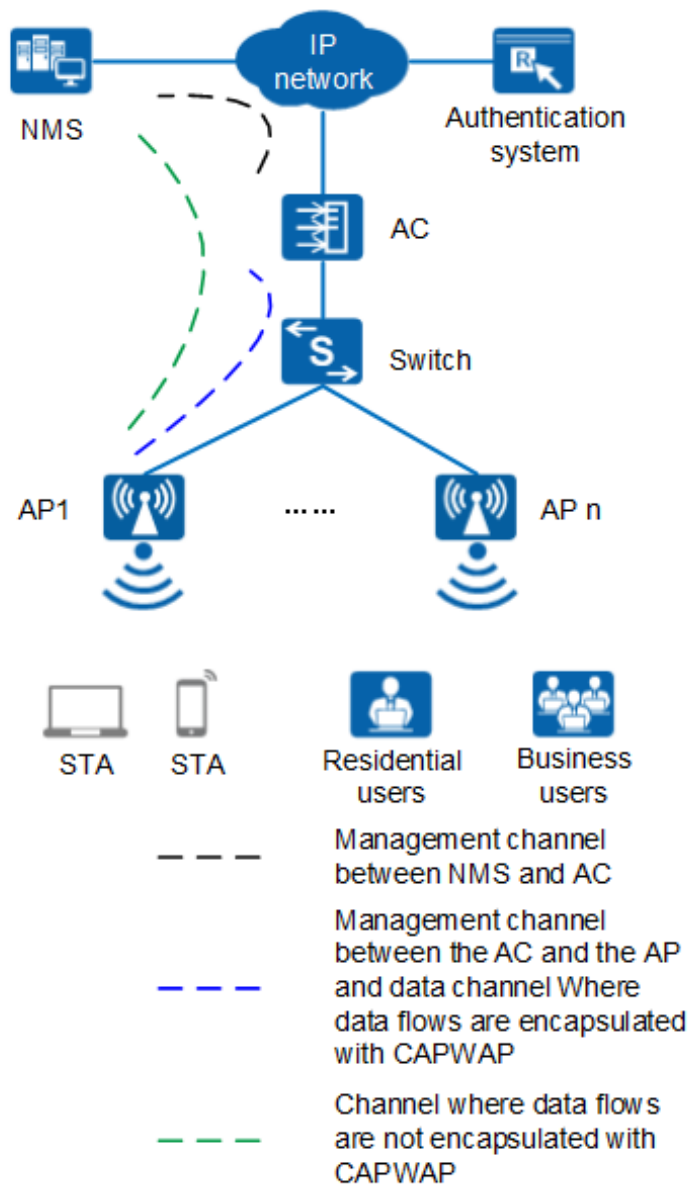 IP
network
NMS
R
Authentication
system
AC
S
Switch
AP1
... ...
AP n
STA
STA
Residential
users
Business
users
Management channel
between NMS and AC
Management channel
between the AC and the AP
and data channel Where
data flows are encapsulated
with CAPWAP
Channel where data flows
are not encapsulated with
CAPWAP